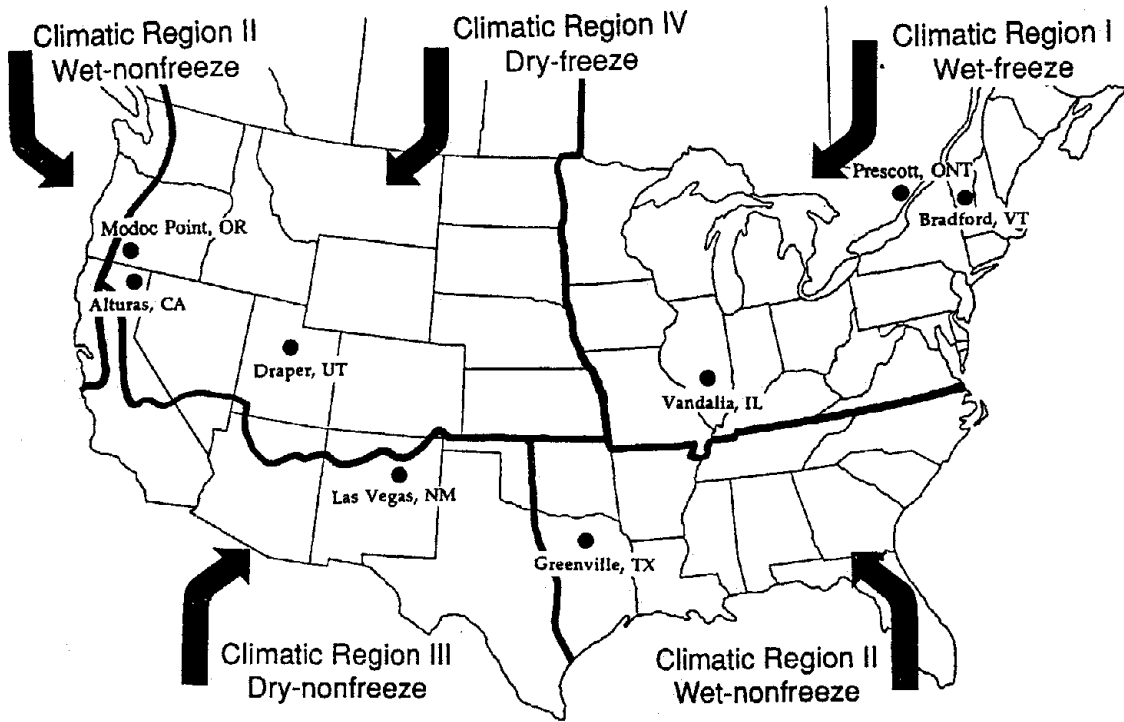 Climatic Region II
Wet-nonfreeze
Climatic Region IV
Dry-freeze
Climatic Region I
Wet-freeze
Prescott, ONT
Bradford, VT
Modoc Point, OR
Alturas, CA
Draper, UT
Vandalia, IL
Las Vegas, NM
Greenville, TX
Climatic Region III
Dry-nonfreeze
Climatic Region II
Wet-nonfreeze